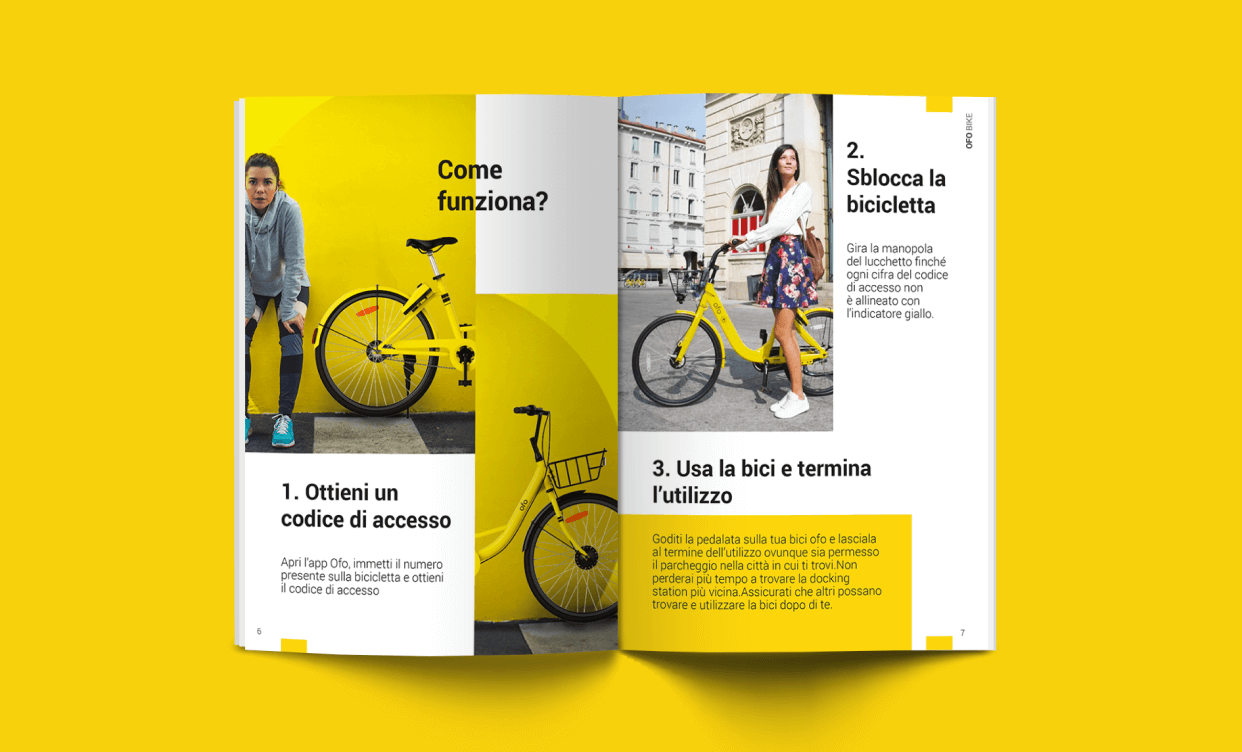 Come
funziona?
1. Ottieni un
codice di accesso
Apri l'app Ofo, immetti il numero
presente sulla bicicletta e ottieni
il codice di accesso
6
ofo
ofo
OFO BIKE
2.
Sblocca la
bicicletta
Gira la manopola
del lucchetto finché
ogni cifra del codice
di accesso non
è allineato con
l'indicatore giallo.
3. Usa la bici e termina
l'utilizzo
Goditi la pedalata sulla tua bici ofo e lasciala
al termine dell'utilizzo ovunque sia permesso
il parcheggio nella città in cui ti trovi.Non
perderai più tempo a trovare la docking
station più vicina.Assicurati che altri possano
trovare e utilizzare la bici dopo di te.
7